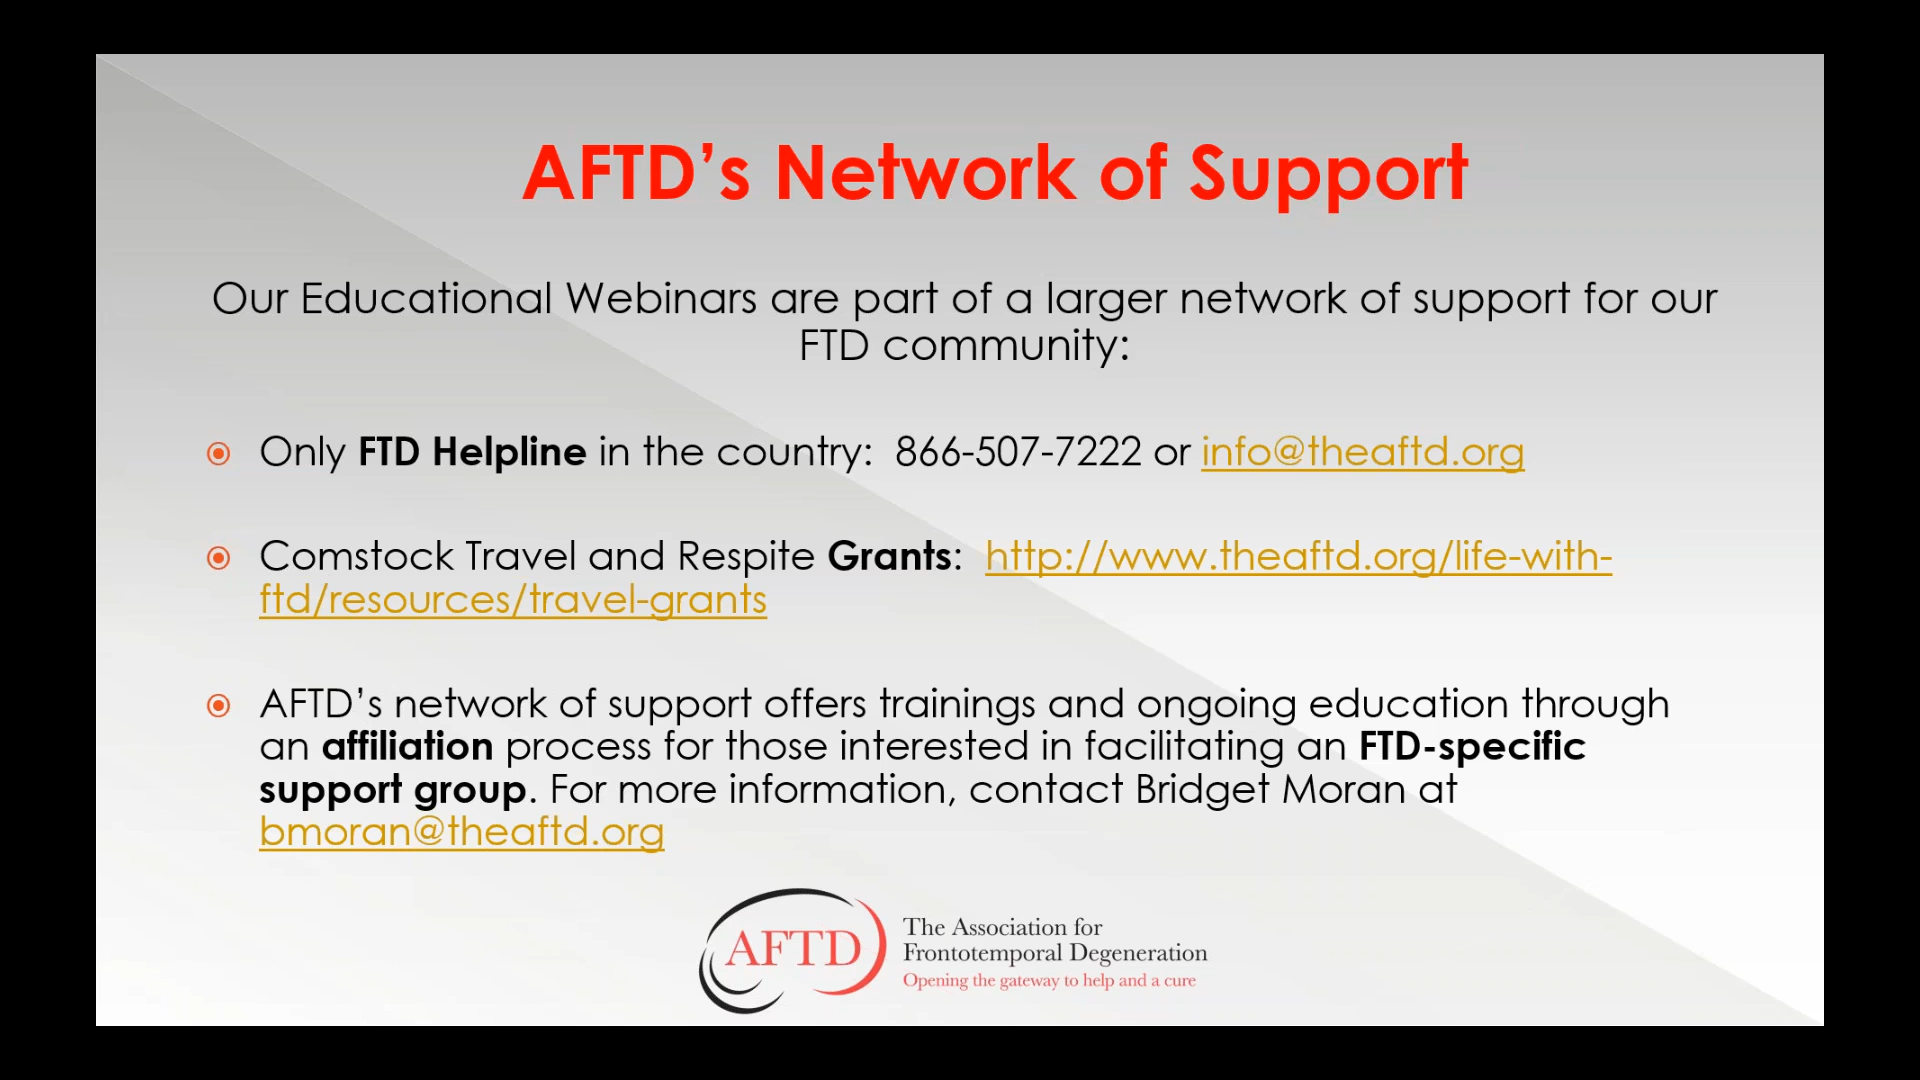 AFTD’s Network of Support
Our Educational Webinars are part of a larger network of support for our
FTD community:
Only FTD Helpline in the country:  866-507-7222 or info@theaftd.org
Comstock Travel and Respite Grants:  http://www.theaftd.org/life-with-
ftd/resources/travel-grants
AFTD’s network of support offers trainings and ongoing education through
an affiliation process for those interested in facilitating an FTD-specific
support group. For more information, contact Bridget Moran at
bmoran@theaftd.org
AFTD
The Association for
Frontotemporal Degeneration
Opening the gateway to help and a cure